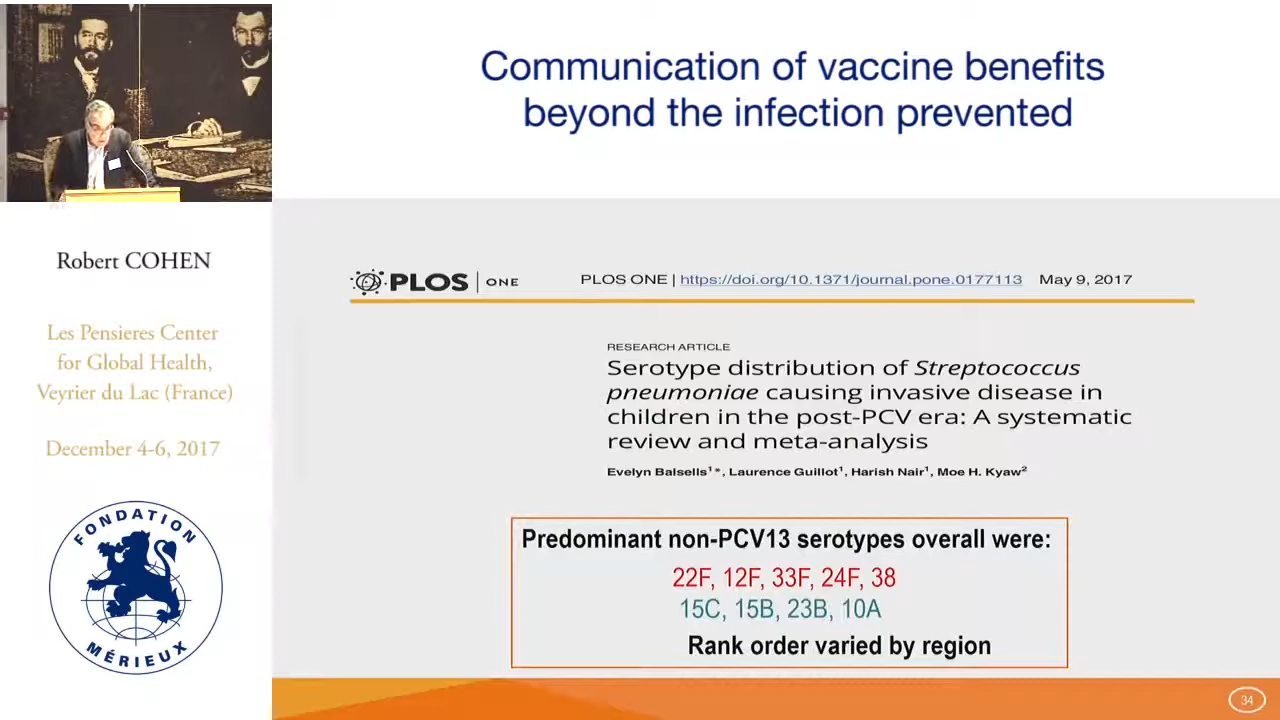 Communication of vaccine benefits
beyond the infection prevented
Robert COHEN
Les Pensieres Center
for Global Health,
Veyrier du Lac (France)
December 4-6, 2017
FONDATION
MÉRIEUX
PLOS | ONE
PLOS ONE | https://doi.org/10.1371/journal.pone.0177113 May 9, 2017
RESEARCH ARTICLE
Serotype distribution of Streptococcus
pneumoniae causing invasive disease in
children in the post-PCV era: A systematic
review and meta-analysis
Evelyn Balsells¹*, Laurence Guillot¹, Harish Nair¹, Moe H. Kyaw²
Predominant non-PCV13 serotypes overall were:
22F, 12F, 33F, 24F, 38
15C, 15B, 23B, 10A
Rank order varied by region
34